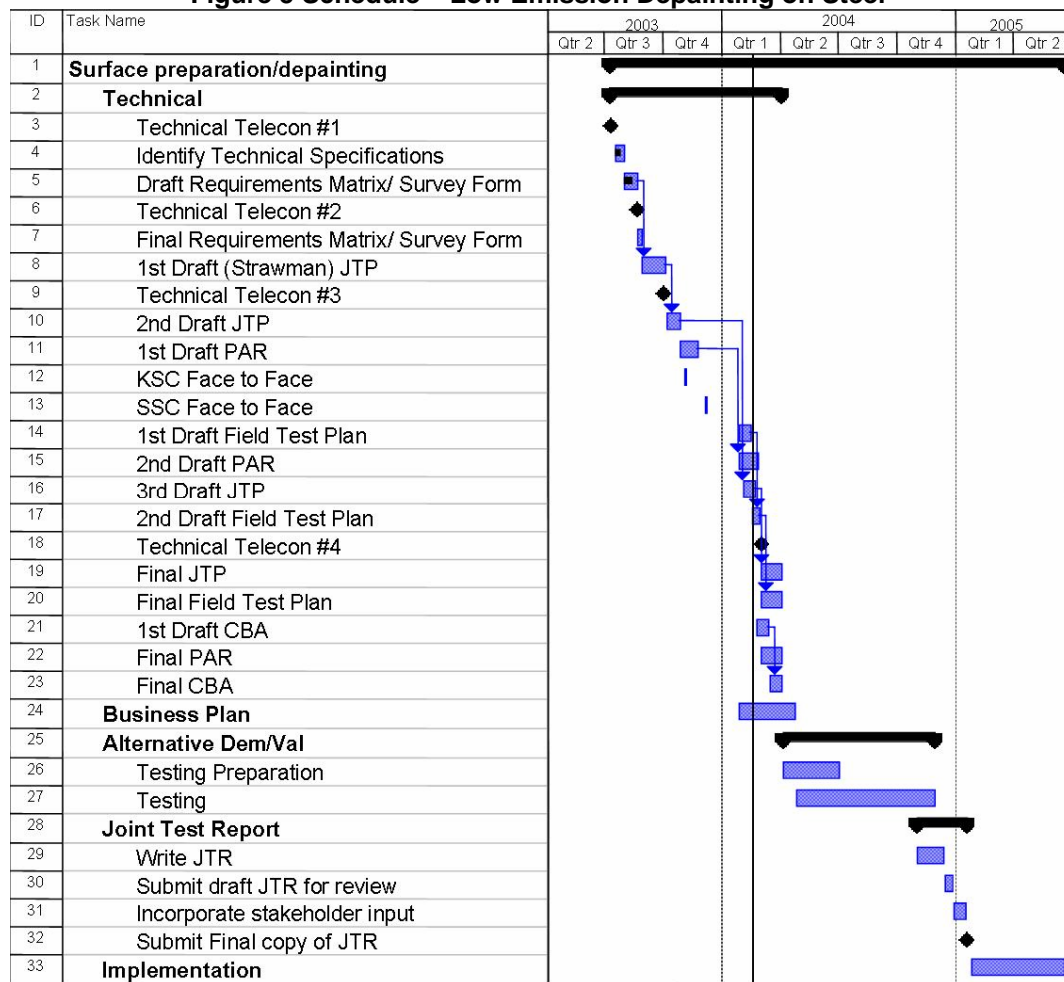 Figure Schedule – Low Emission Depainting on Steel
ID Task Name 2003 2004 2005
Qtr 2 Qtr 3 Qtr 4 Qtr 1 Qtr 2 Qtr 3 Qtr 4 Qtr 1 Qtr 2
1 Surface preparation/depainting
2 Technical
3 Technical Telecon #1
4 Identify Technical Specifications
5 Draft Requirements Matrix/ Survey Form
6 Technical Telecon #2
7 Final Requirements Matrix/ Survey Form
8 1st Draft (Strawman) JTP
9 Technical Telecon #3
10 2nd Draft JTP
11 1st Draft PAR
12 KSC Face to Face
13 SSC Face to Face
14 1st Draft Field Test Plan
15 2nd Draft PAR
16 3rd Draft JTP
17 2nd Draft Field Test Plan
18 Technical Telecon #4
19 Final JTP
20 Final Field Test Plan
21 1st Draft CBA
22 Final PAR
23 Final CBA
24 Business Plan
25 Alternative Dem/Val
26 Testing Preparation
27 Testing
28 Joint Test Report
29 Write JTR
30 Submit draft JTR for review
31 Incorporate stakeholder input
32 Submit Final copy of JTR
33 Implementation